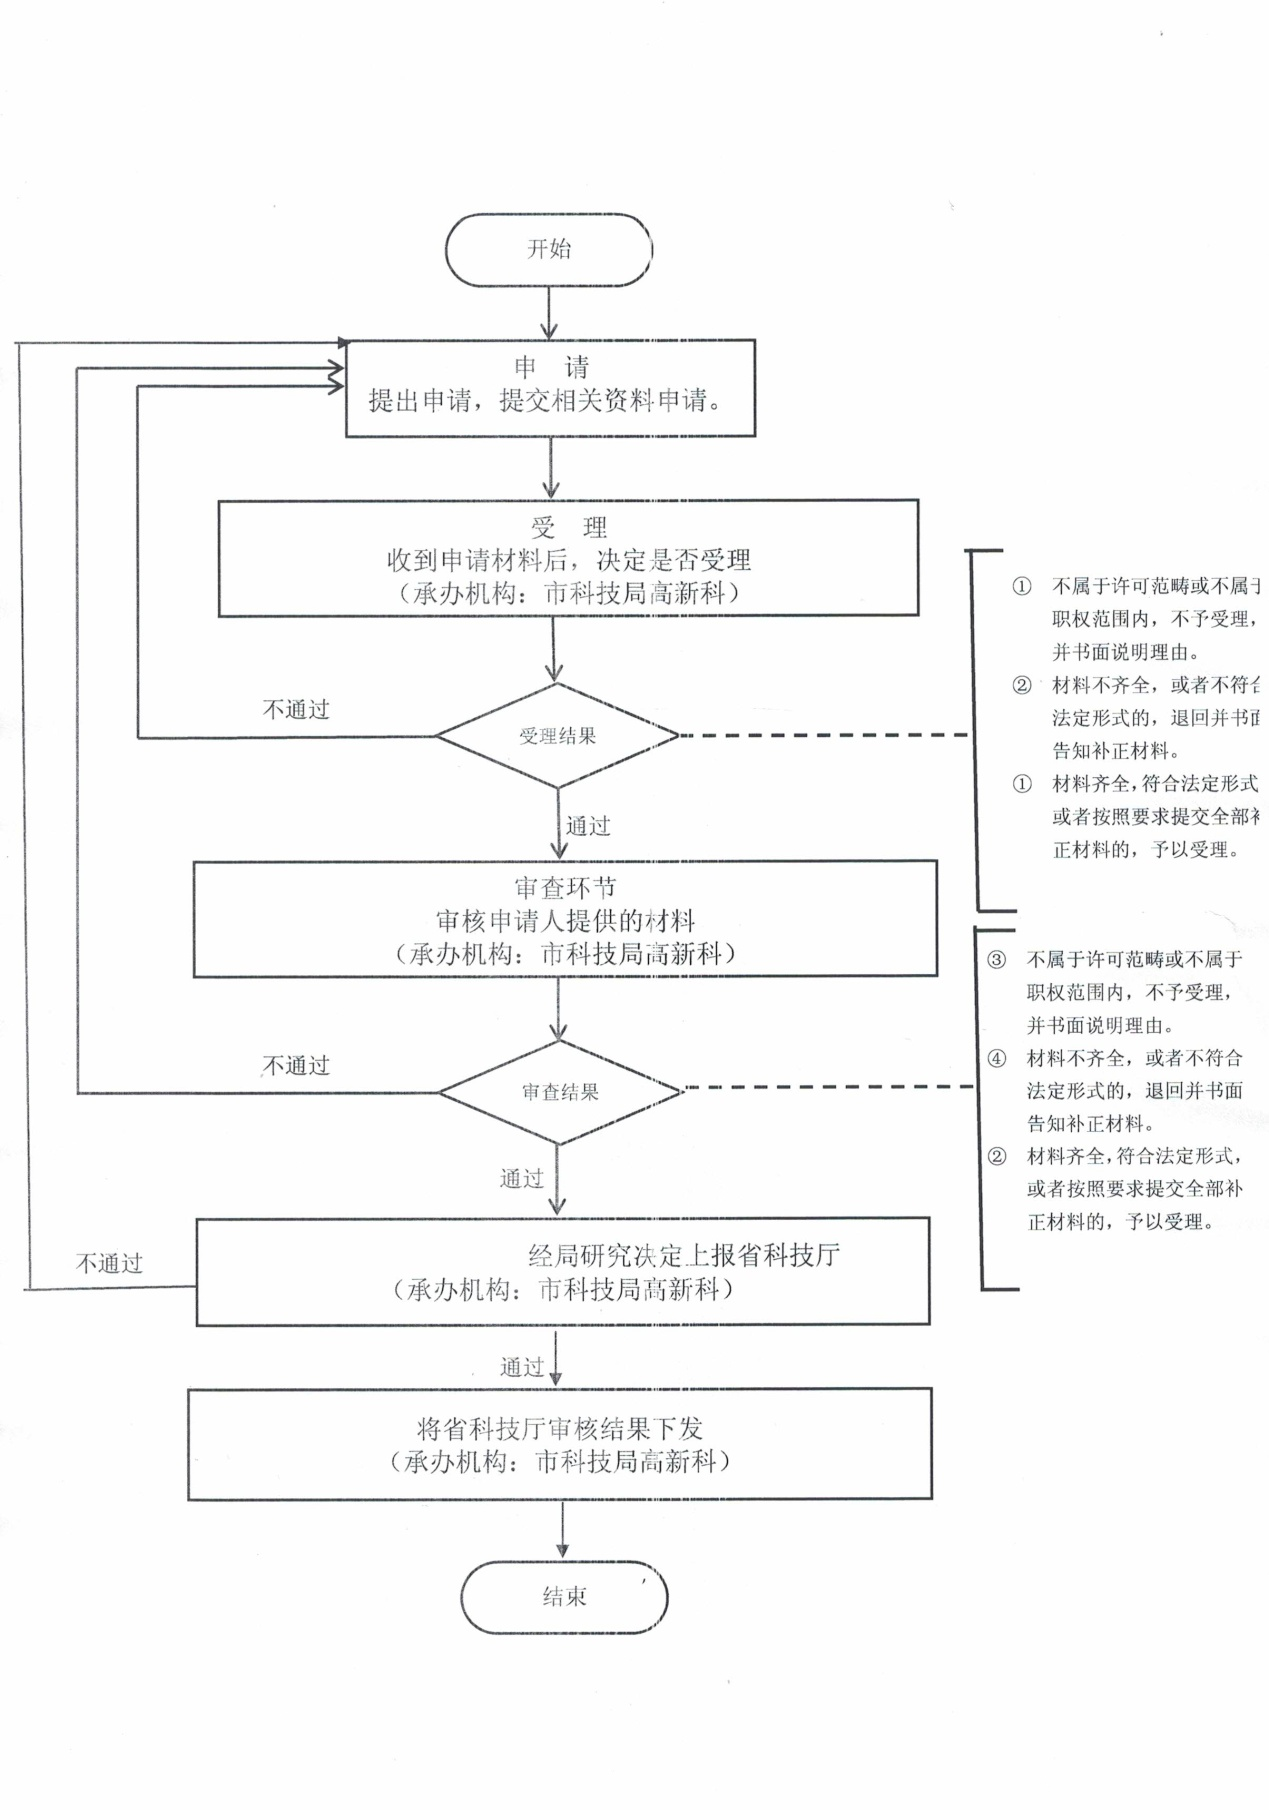 开始
申 请
提出申请，提交相关资料申请。
受 理
收到申请材料后，决定是否受理
（承办机构：市科技局高新科）
不通过
受理结果
通过
① 不属于许可范畴或不属
职权范围内，不予受理，
并书面说明理由。
② 材料不齐全，或者不符
法定形式的，退回并书
告知补正材料。
① 材料齐全，符合法定形式
或者按照要求提交全部
正材料的，予以受理。
审查环节
审核申请人提供的材料
（承办机构：市科技局高新科）
不通过
审查结果
通过
③ 不属于许可范畴或不属于
职权范围内，不予受理，
并书面说明理由。
④ 材料不齐全，或者不符合
法定形式的，退回并书面
告知补正材料。
② 材料齐全，符合法定形式，
或者按照要求提交全部补
正材料的，予以受理。
不通过
经局研究决定上报省科技厅
（承办机构：市科技局高新科）
通过
将省科技厅审核结果下发
（承办机构：市科技局高新科）
结束